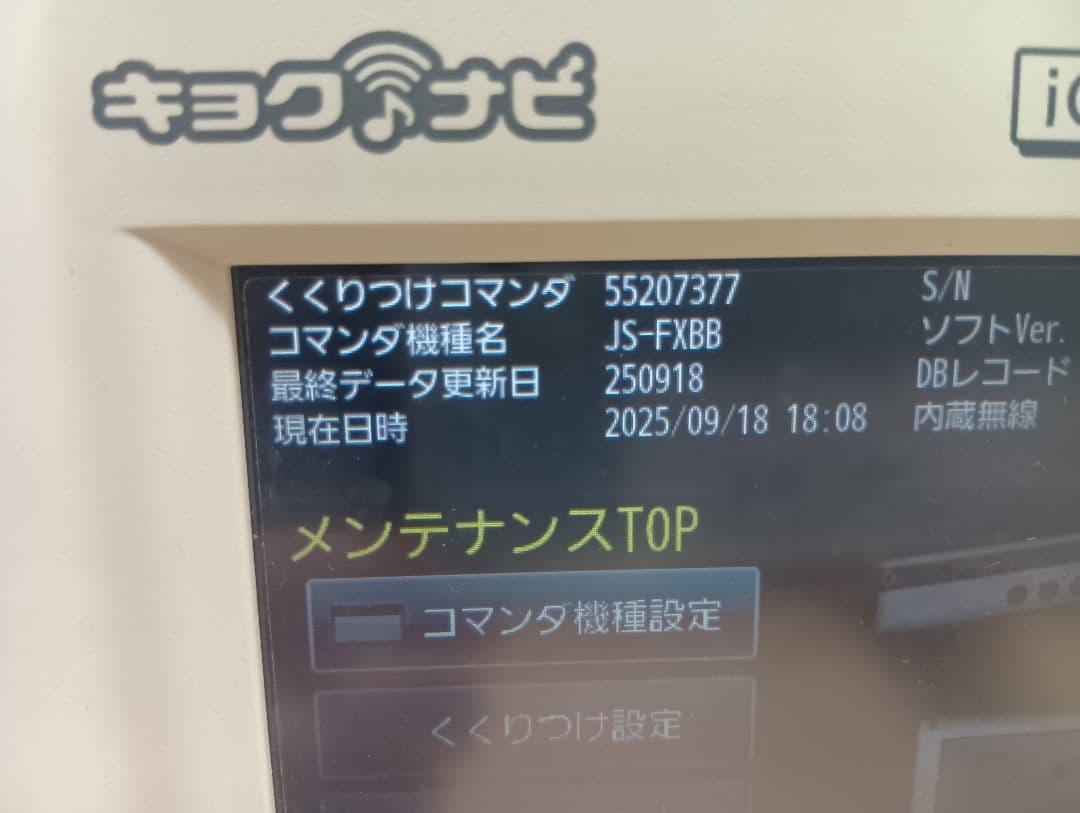 キョクナビ
くくりつけコマンダ 55207377 S/N
コマンダ機種名 JS-FXBB ソフトVer.
最終データ更新日 250918 DBレコード
現在日時 2025/09/18 18:08 内蔵無線
メンテナンスTOP
コマンダ機種設定
くくりつけ設定